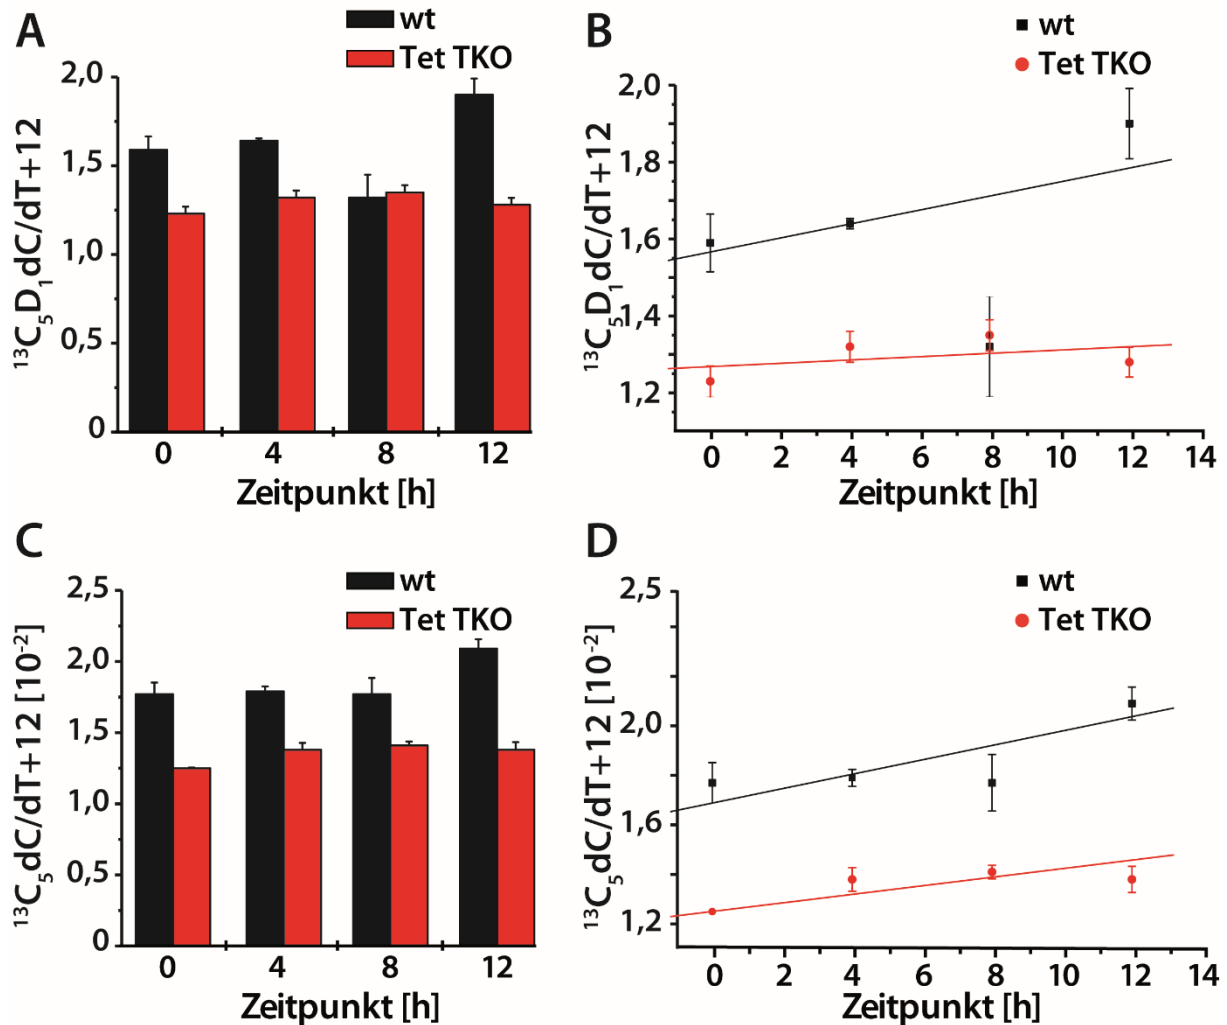 A
wt
Tet TKO
¹³C₅D₁dC/dT+12
2,0
1,5
1,0
0,5
0
0 4 8 12
Zeitpunkt [h]
B
wt
Tet TKO
¹³C₅D₁dC/dT+12
2,0
1,8
1,6
1,4
1,2
0 2 4 6 8 10 12 14
Zeitpunkt [h]
C
wt
Tet TKO
¹³C₅dC/dT+12 [10⁻²]
2,5
2,0
1,5
1,0
0,5
0
0 4 8 12
Zeitpunkt [h]
D
wt
Tet TKO
¹³C₅dC/dT+12 [10⁻²]
2,5
2,0
1,6
1,2
0 2 4 6 8 10 12 14
Zeitpunkt [h]